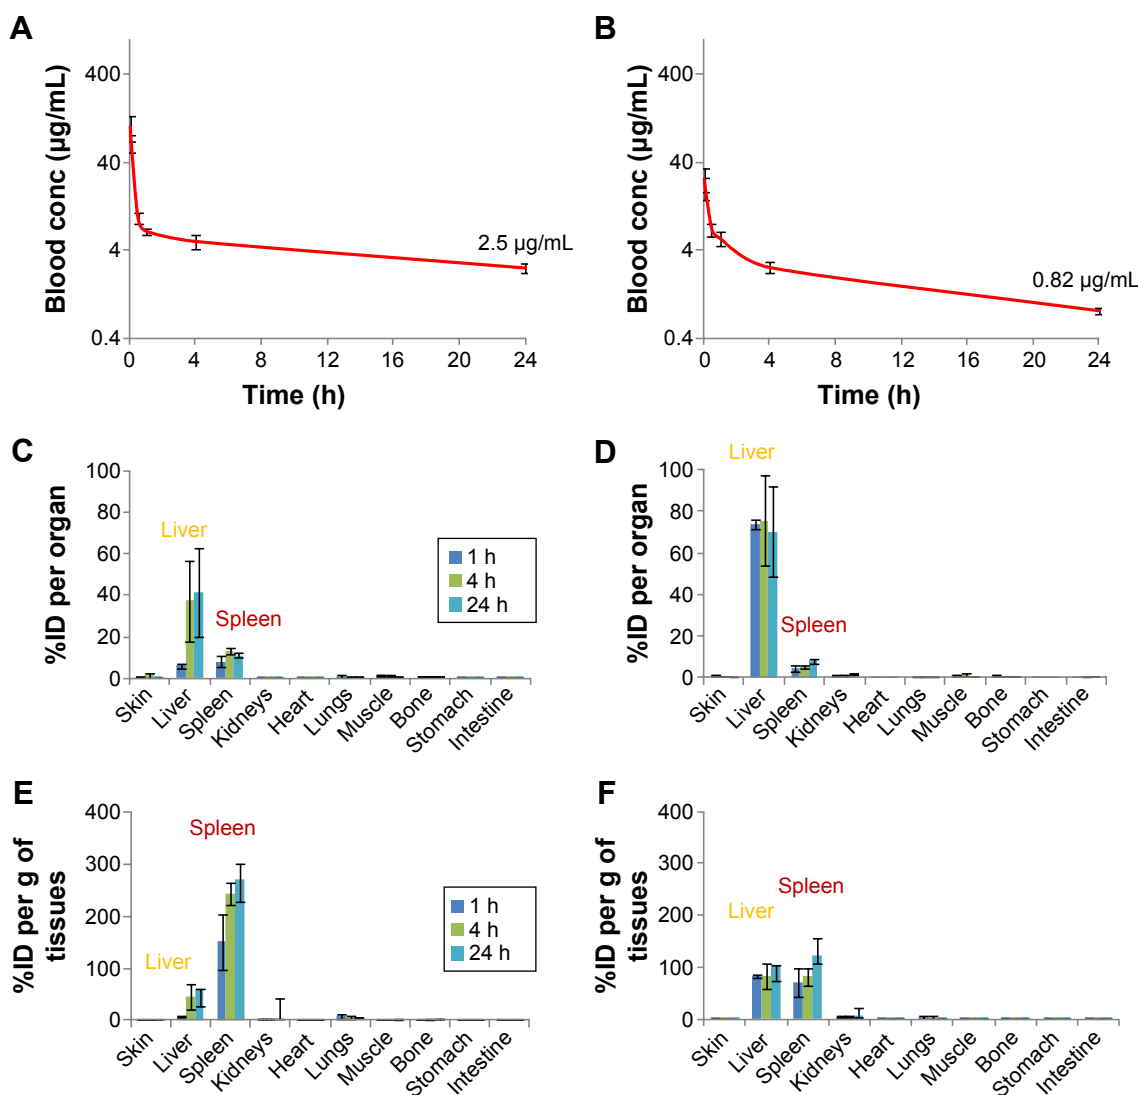 A
Blood conc (µg/mL)
400
40
4
0.4
2.5 µg/mL
0 4 8 12 16 20 24
Time (h)
B
Blood conc (µg/mL)
400
40
4
0.4
0.82 µg/mL
0 4 8 12 16 20 24
Time (h)
C
%ID per organ
100
80
60
40
20
0
Liver
Spleen
1 h
4 h
24 h
Skin Liver Spleen Kidneys Heart Lungs Muscle Bone Stomach Intestine
D
%ID per organ
100
80
60
40
20
0
Liver
Spleen
Skin Liver Spleen Kidneys Heart Lungs Muscle Bone Stomach Intestine
E
%ID per g of
tissues
400
300
200
100
0
Spleen
Liver
1 h
4 h
24 h
Skin Liver Spleen Kidneys Heart Lungs Muscle Bone Stomach Intestine
F
%ID per g of
tissues
400
300
200
100
0
Spleen
Liver
Skin Liver Spleen Kidneys Heart Lungs Muscle Bone Stomach Intestine